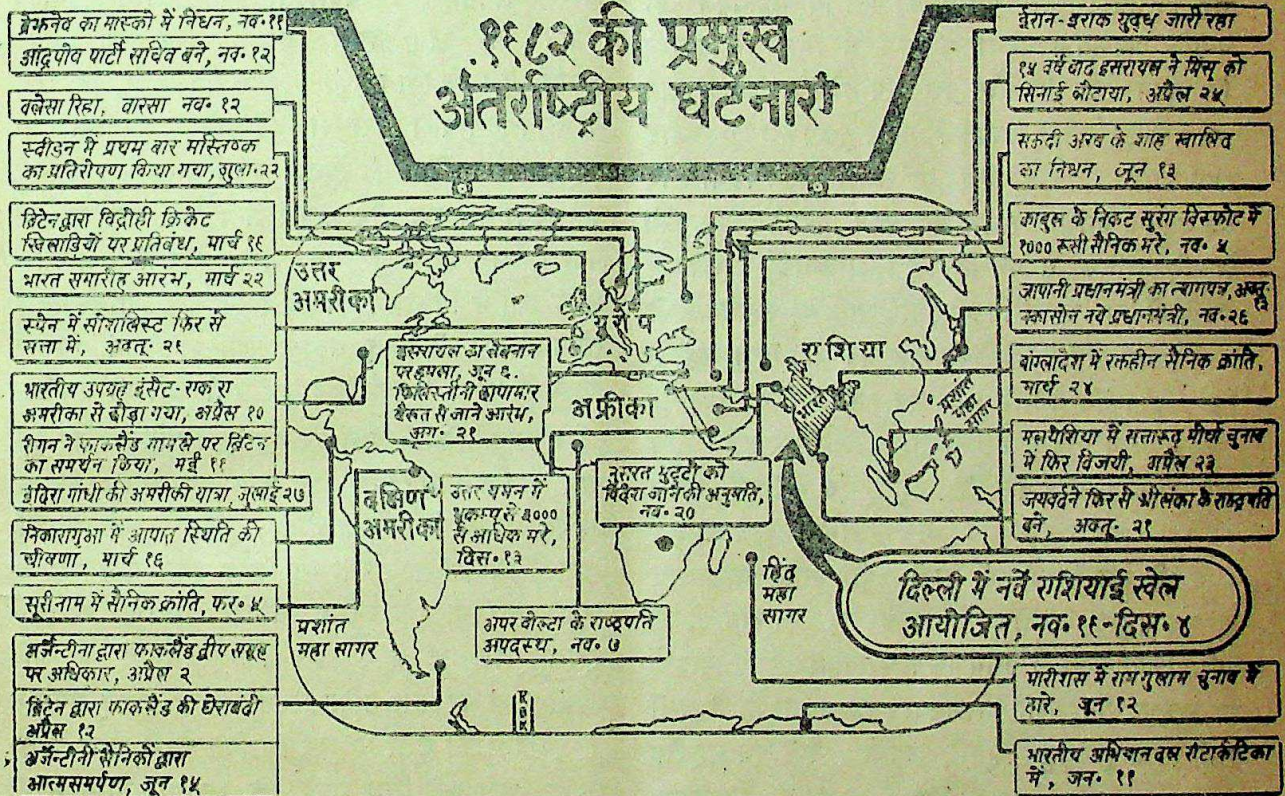 १९८२ की प्रमुख
अंतर्राष्ट्रीय घटनाएं
ब्रेझनेव का मास्को में निधन, नव॰ ११
आंद्रपोव पार्टी सचिव बने, नव॰ १२
वलेसा रिहा, वारसा नव॰ १२
स्वीडन में प्रथम बार मस्तिष्क
का प्रतिरोपण किया गया, जुला॰ २२
ब्रिटेन द्वारा विद्रोही क्रिकेट
खिलाडियों पर प्रतिबंध, मार्च १९
भारत समारोह आरंभ, मार्च २२
स्पेन में सोशलिस्ट फिर से
सत्ता में, अक्तू॰ २९
भारतीय उपग्रह इंसैट-एक ए
अमरीका से छोड़ा गया, अप्रैल १०
रीगन ने फाकलैंड मामले पर ब्रिटेन
का समर्थन किया, मई ११
इंदिरा गांधी की अमरीकी यात्रा, जुलाई २७
निकारागुआ में आपात स्थिति की
घोषणा, मार्च १६
सूरीनाम में सैनिक क्रांति, फर॰ ५
अर्जेन्टीना द्वारा फाकलैंड द्वीप समूह
पर अधिकार, अप्रैल २
ब्रिटेन द्वारा फाकलैंड की घेराबंदी
अप्रैल १२
अर्जेन्टीनी सैनिकों द्वारा
आत्मसमर्पण, जून १५
उत्तर
अमरीका
यूरोप
एशिया
अफ्रीका
भारत
दक्षिण
अमरीका
प्रशांत
महा सागर
हिंद
महा
सागर
प्रशांत
महा
सागर
इसरायल का लेबनान
पर हमला, जून ६.
फिलिस्तीनी छापामार
बैरूत से जाने आरंभ,
अग॰ २१
उत्तर यमन में
भूकम्प से
से अधिक मरे,
दिस॰ १३
नुसरत भुट्टो को
विदेश जाने की अनुमति,
नव॰ २०
अपर वोल्टा के राष्ट्रपति
अपदस्थ, नव॰ ७
ईरान-इराक युद्ध जारी रहा
१५ वर्ष बाद इसरायल ने मिस्र को
सिनाई लौटाया, अप्रैल २५
सऊदी अरब के शाह खालिद
का निधन, जून १३
काबुल के निकट सुरंग विस्फोट में
१००० रूसी सैनिक मरे, नव॰ ५
जापानी प्रधानमंत्री का त्यागपत्र, अक्तू॰
नकासोन नये प्रधानमंत्री, नव॰ २६
बांग्लादेश में रक्तहीन सैनिक क्रांति,
मार्च २४
मलयेशिया में सत्तारूढ़ मोर्चा चुनाव
में फिर विजयी, अप्रैल २३
जयवर्दने फिर से श्रीलंका के राष्ट्रपति
बने, अक्तू॰ २१
दिल्ली में नवें एशियाई खेल
आयोजित, नव॰ १९-दिस॰ ४
मारीशस में राम गुलाम चुनाव में
हारे, जून १२
भारतीय अभियान दल एंटार्कटिका
में, जन॰ ११